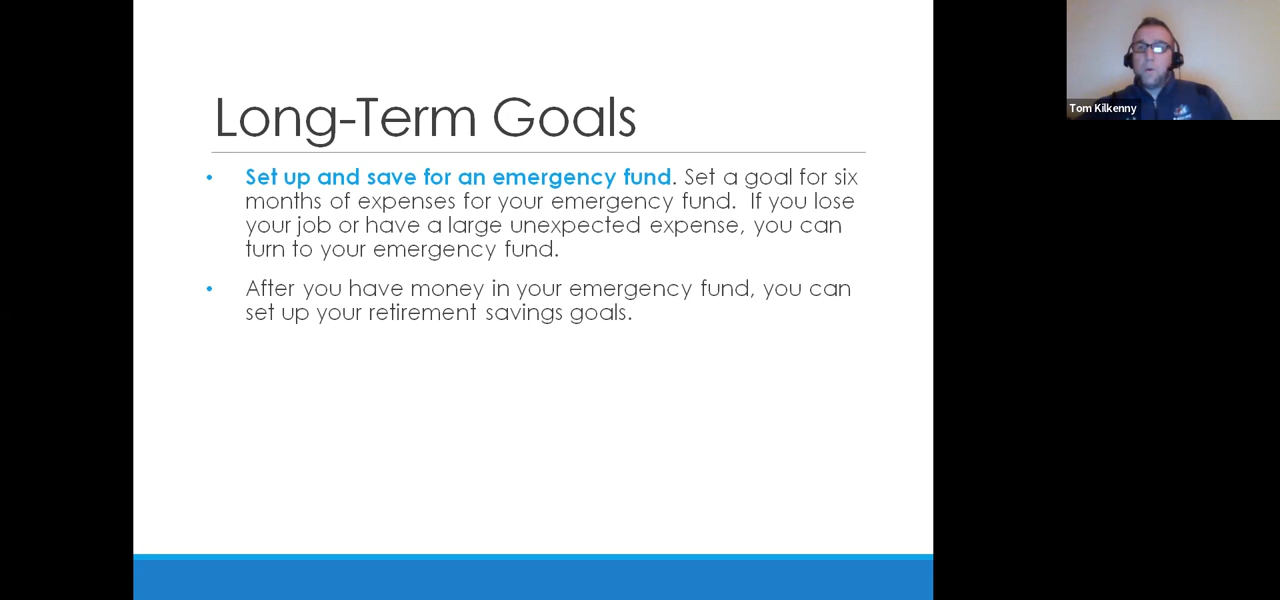 Long-Term Goals
• Set up and save for an emergency fund. Set a goal for six
months of expenses for your emergency fund.  If you lose
your job or have a large unexpected expense, you can
turn to your emergency fund.
• After you have money in your emergency fund, you can
set up your retirement savings goals.
Tom Kilkenny